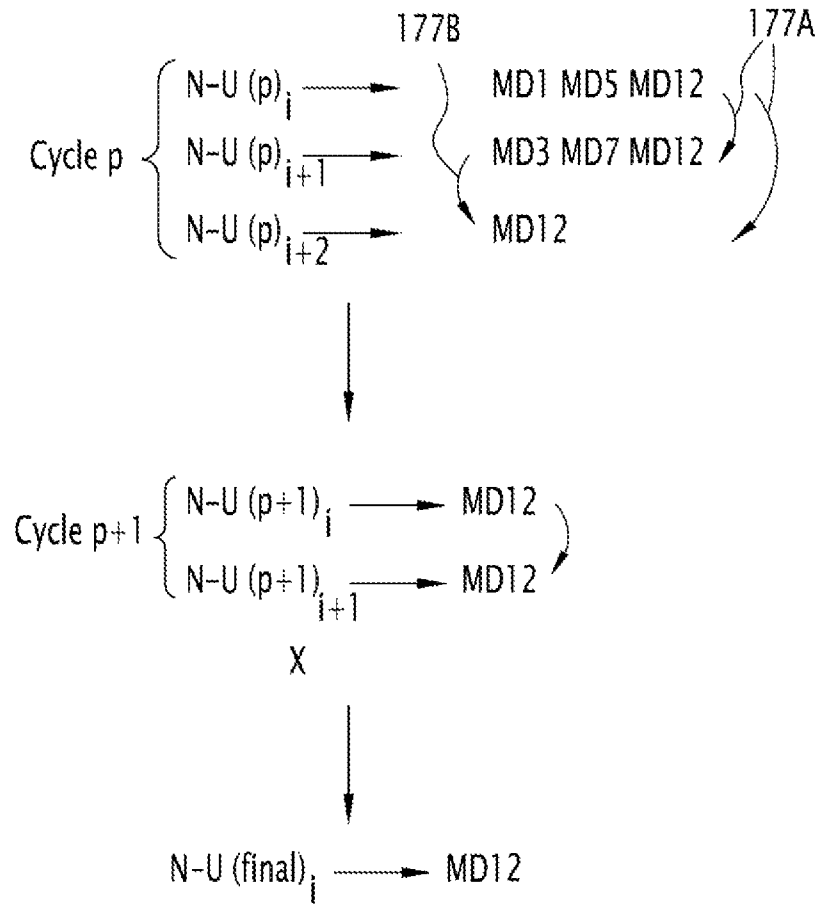 177B 177A
N-U (p)i MD1 MD5 MD12
Cycle p N-U (p)i+1 MD3 MD7 MD12
N-U (p)i+2 MD12
N-U (p+1)i MD12
Cycle p+1
N-U (p+1)i+1 MD12
X
N-U (final)i MD12